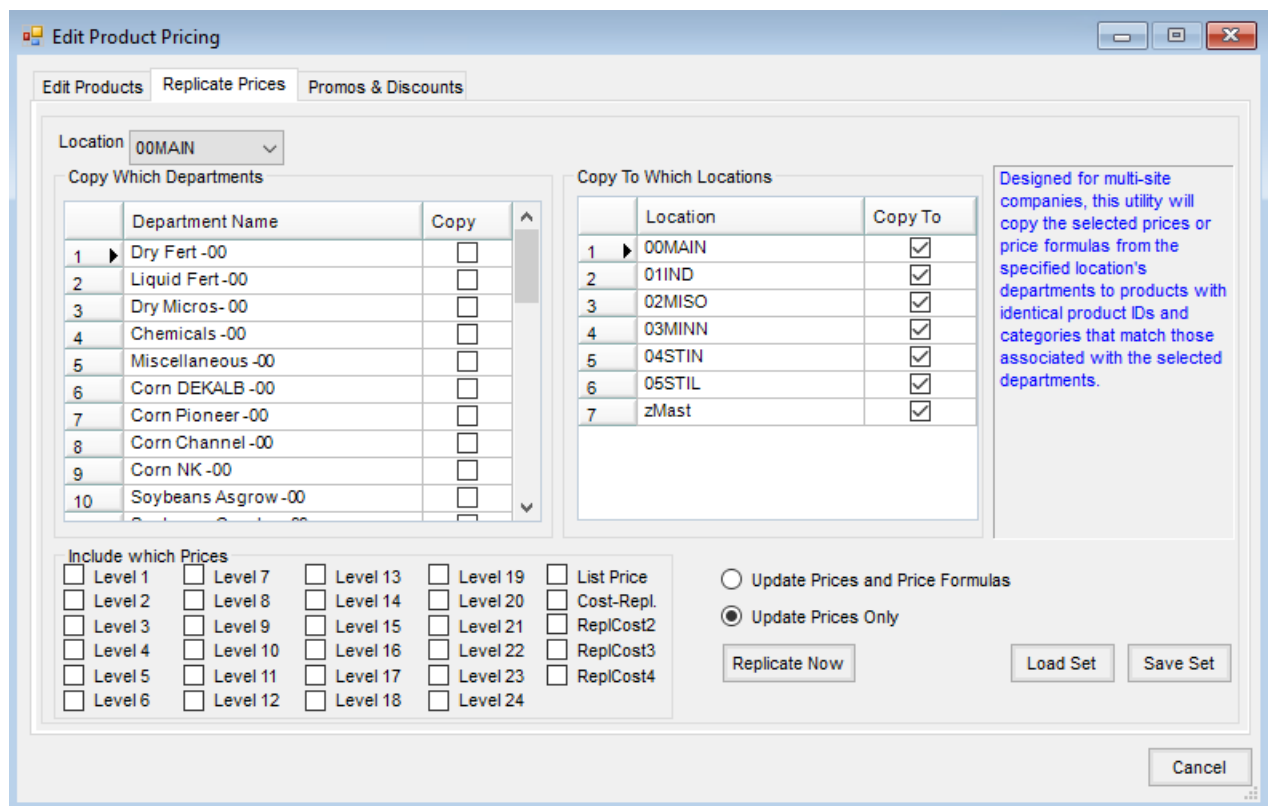 Edit Product Pricing
Edit Products Replicate Prices Promos & Discounts
Location 00MAIN
Copy Which Departments
Department Name Copy
1 Dry Fert -00
2 Liquid Fert-00
3 Dry Micros- 00
4 Chemicals -00
5 Miscellaneous -00
6 Corn DEKALB -00
7 Corn Pioneer -00
8 Corn Channel -00
9 Corn NK -00
10 Soybeans Asgrow -00
Copy To Which Locations
Location Copy To
1 00MAIN
2 01IND
3 02MISO
4 03MINN
5 04STIN
6 05STIL
7 zMast
Designed for multi-site
companies, this utility will
copy the selected prices or
price formulas from the
specified location's
departments to products with
identical product IDs and
categories that match those
associated with the selected
departments.
Include which Prices
Level 1 Level 7 Level 13 Level 19 List Price
Level 2 Level 8 Level 14 Level 20 Cost-Repl.
Level 3 Level 9 Level 15 Level 21 ReplCost2
Level 4 Level 10 Level 16 Level 22 ReplCost3
Level 5 Level 11 Level 17 Level 23 ReplCost4
Level 6 Level 12 Level 18 Level 24
Update Prices and Price Formulas
Update Prices Only
Replicate Now Load Set Save Set
Cancel